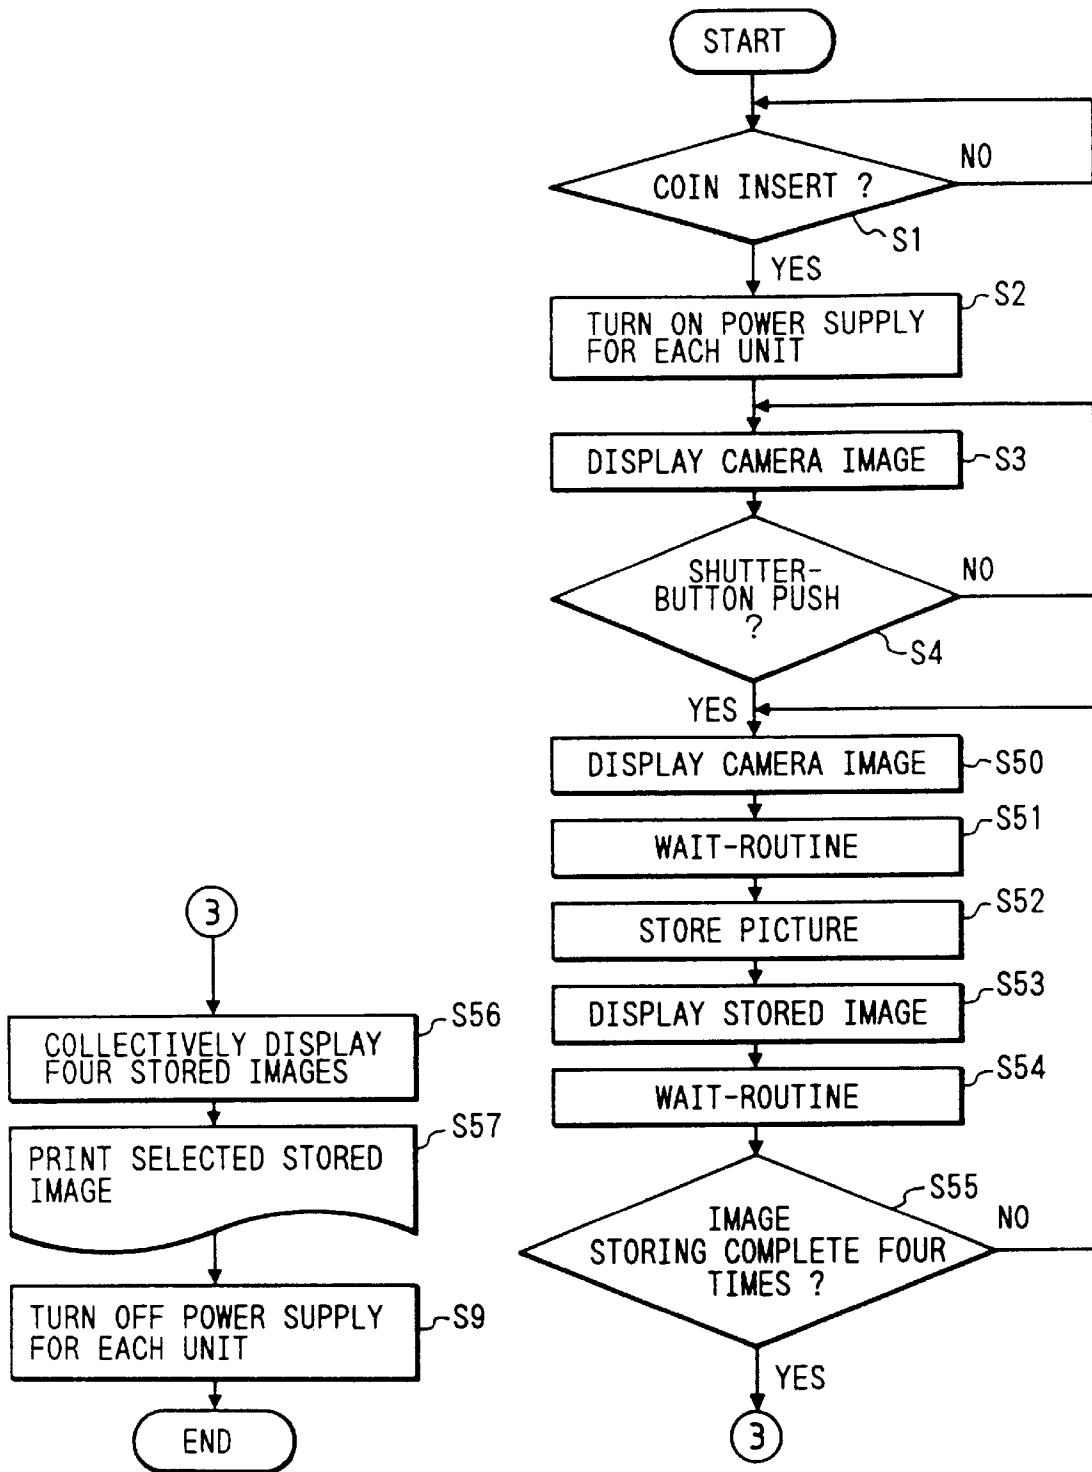 START
COIN INSERT ?
NO
S1
YES
S2
TURN ON POWER SUPPLY
FOR EACH UNIT
DISPLAY CAMERA IMAGE
S3
SHUTTER-
BUTTON PUSH
?
NO
S4
YES
DISPLAY CAMERA IMAGE
S50
S51
WAIT-ROUTINE
S52
STORE PICTURE
S53
DISPLAY STORED IMAGE
S54
WAIT-ROUTINE
S55
IMAGE
STORING COMPLETE FOUR
TIMES ?
NO
YES
3
3
S56
COLLECTIVELY DISPLAY
FOUR STORED IMAGES
S57
PRINT SELECTED STORED
IMAGE
TURN OFF POWER SUPPLY
FOR EACH UNIT
S9
END